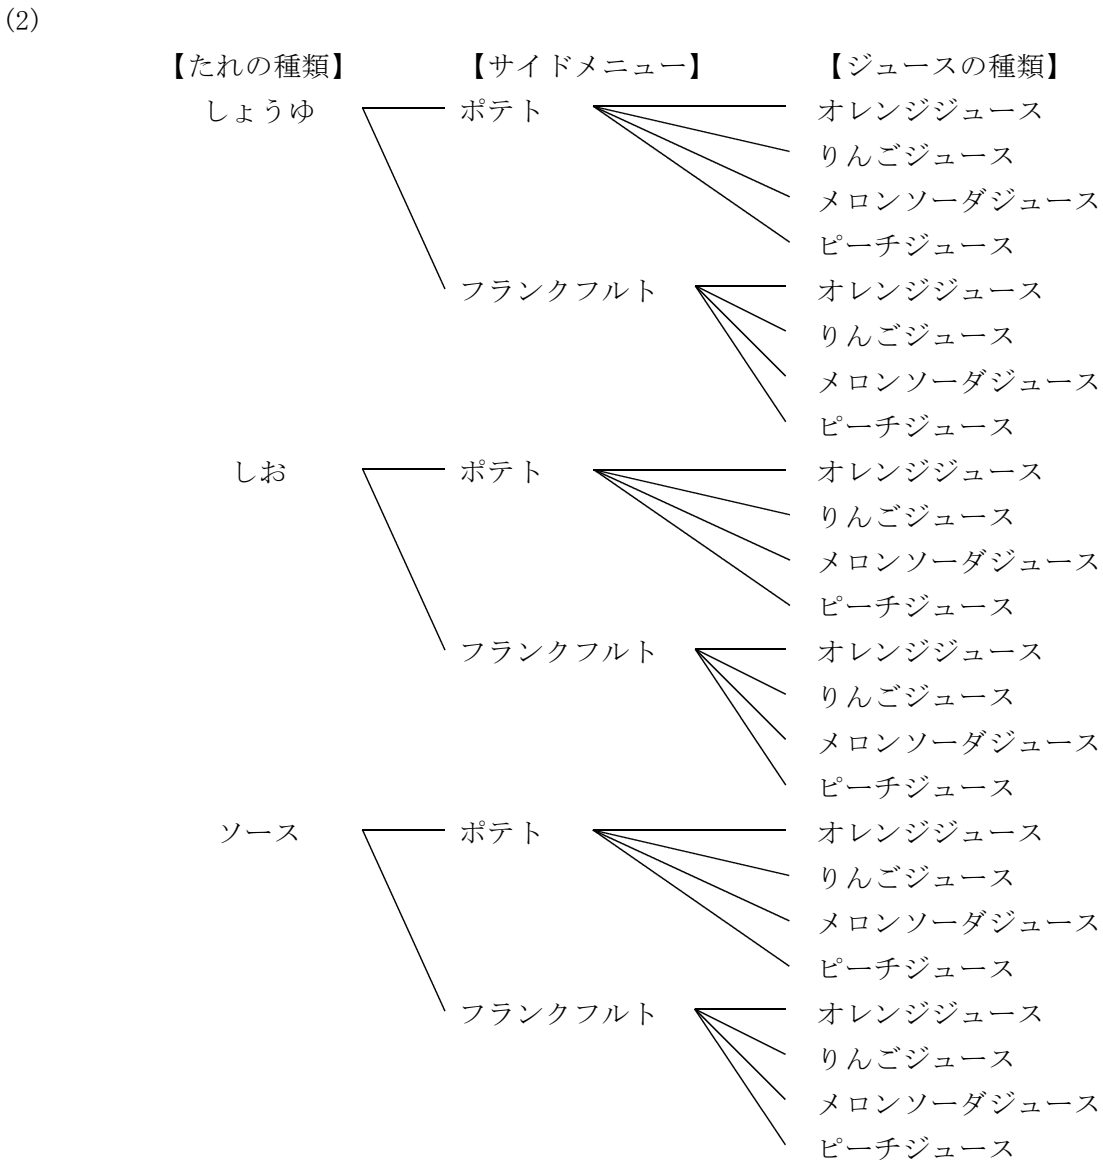 (2)
【たれの種類】 【サイドメニュー】 【ジュースの種類】
しょうゆ ポテト オレンジジュース
りんごジュース
メロンソーダジュース
ピーチジュース
フランクフルト オレンジジュース
りんごジュース
メロンソーダジュース
ピーチジュース
しお ポテト オレンジジュース
りんごジュース
メロンソーダジュース
ピーチジュース
フランクフルト オレンジジュース
りんごジュース
メロンソーダジュース
ピーチジュース
ソース ポテト オレンジジュース
りんごジュース
メロンソーダジュース
ピーチジュース
フランクフルト オレンジジュース
りんごジュース
メロンソーダジュース
ピーチジュース